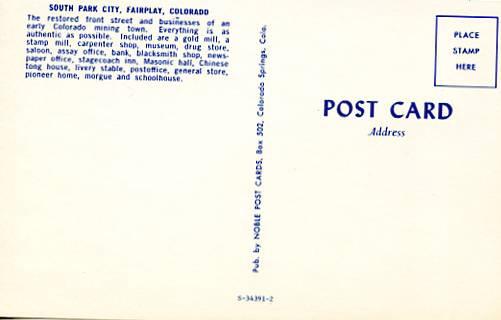 SOUTH PARK CITY, FAIRPLAY, COLORADO
The restored front street and businesses of an
early Colorado mining town. Everything is as
authentic as possible. Included are a gold mill, a
stamp mill, carpenter shop, museum, drug store,
saloon, assay office, bank, blacksmith shop, news-
paper office, stagecoach inn, Masonic hall, Chinese
tong house, livery stable, postoffice, general store,
pioneer home, morgue and schoolhouse.
Pub. by NOBLE POST CARDS, Box 502, Colorado Springs, Colo.
S-34391-2
PLACE
STAMP
HERE
POST CARD
Address